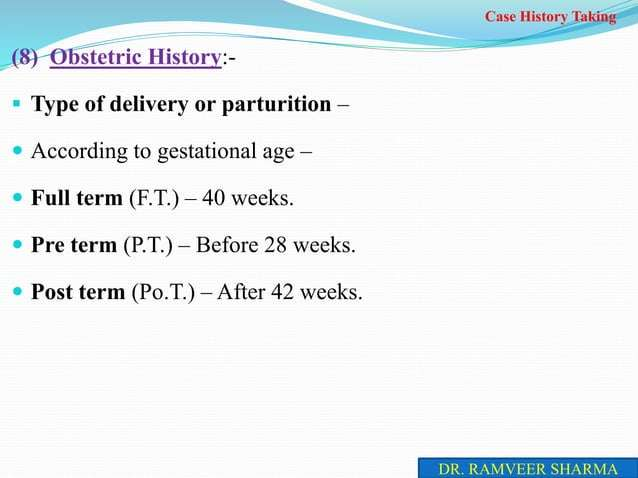 Case History Taking
(8) Obstetric History:-
▪ Type of delivery or parturition –
• According to gestational age –
• Full term (F.T.) – 40 weeks.
• Pre term (P.T.) – Before 28 weeks.
• Post term (Po.T.) – After 42 weeks.
DR. RAMVEER SHARMA